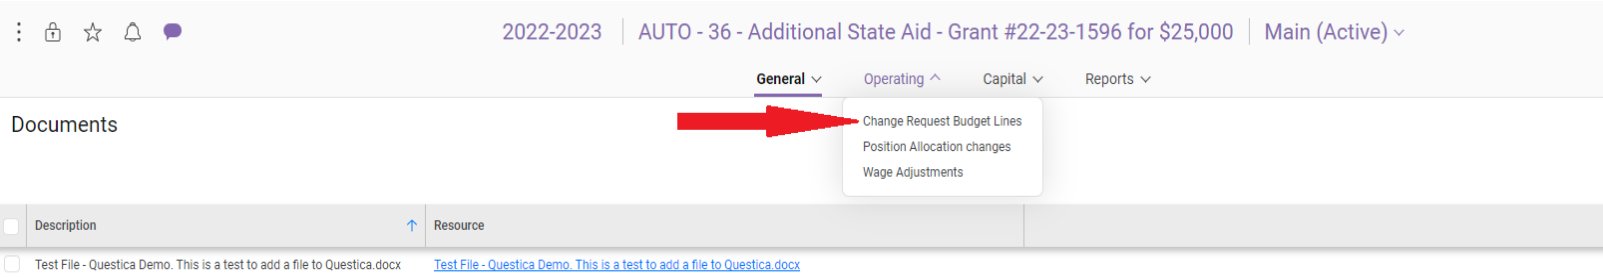 2022-2023 AUTO - 36 - Additional State Aid - Grant #22-23-1596 for $25,000 Main (Active)
General Operating Capital Reports
Documents
Change Request Budget Lines
Position Allocation changes
Wage Adjustments
Description Resource
Test File - Questica Demo. This is a test to add a file to Questica.docx Test File - Questica Demo. This is a test to add a file to Questica.docx